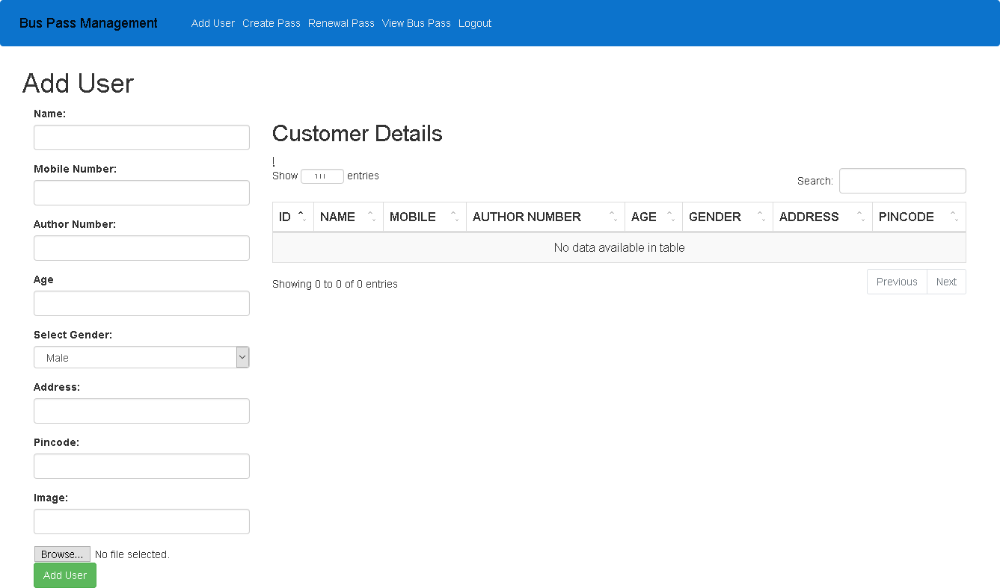 Bus Pass Management Add User Create Pass Renewal Pass View Bus Pass Logout
Add User
Name:
Mobile Number:
Author Number:
Age
Select Gender:
Male
Address:
Pincode:
Image:
Browse... No file selected.
Add User
Customer Details
!
Show entries
Search:
ID NAME MOBILE AUTHOR NUMBER AGE GENDER ADDRESS PINCODE
No data available in table
Showing 0 to 0 of 0 entries
Previous Next